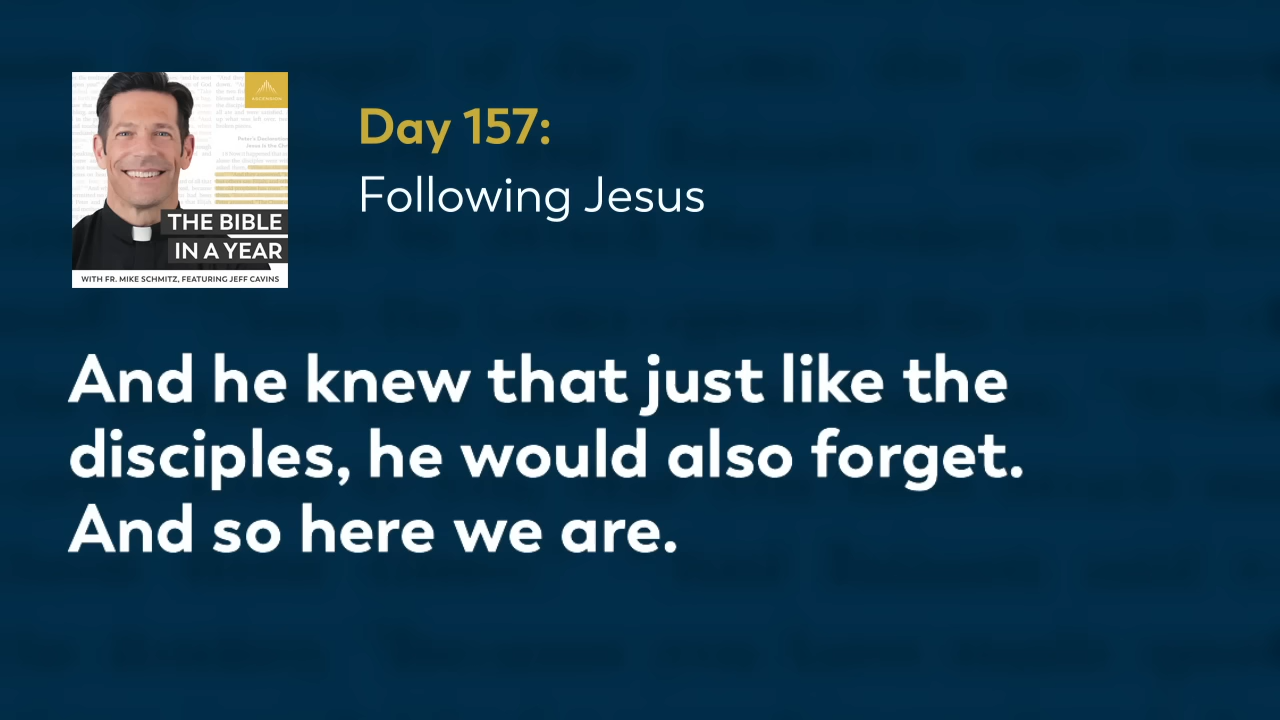 THE BIBLE
IN A YEAR
WITH FR. MIKE SCHMITZ, FEATURING JEFF CAVINS
Day 157:
Following Jesus
And he knew that just like the
disciples, he would also forget.
And so here we are.